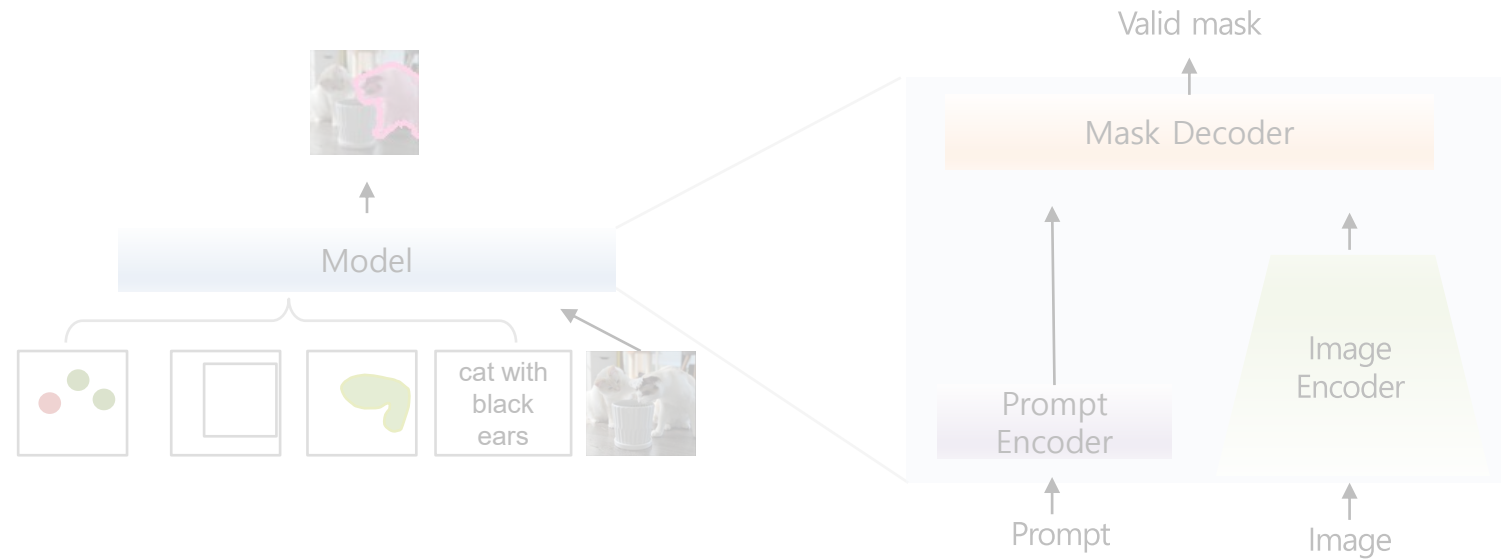 Valid mask
Mask Decoder
Model
Image
Encoder
cat with
black
ears
Prompt
Encoder
Prompt
Image